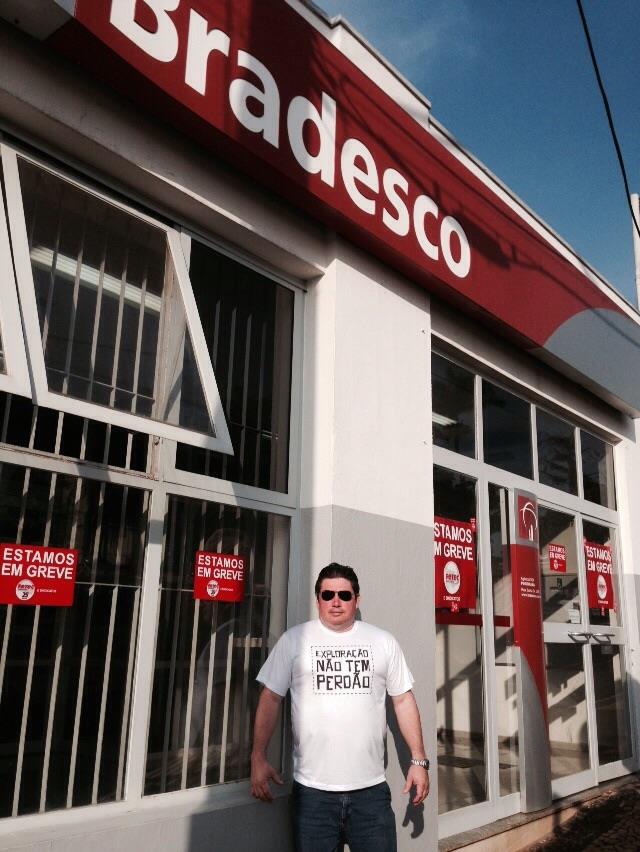 Bradesco
ESTAMOS
EM GREVE
ESTAMOS
EM GREVE
ESTAMOS
EM GREVE
ESTAMOS
EM GREVE
EXPLORAÇÃO
NÃO TEM
PERDÃO